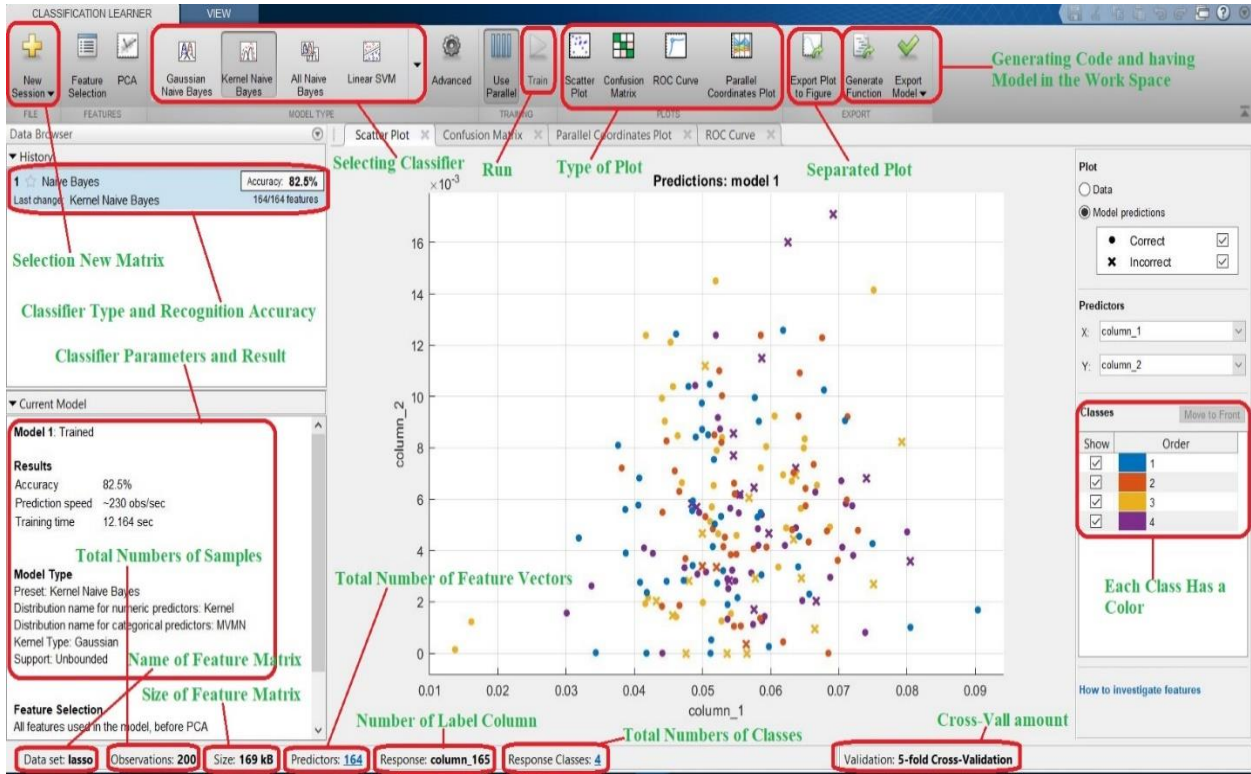 CLASSIFICATION LEARNER
VIEW
New Session
Feature Selection
PCA
Gaussian Naive Bayes
Kernel Naive Bayes
All Naive Bayes
Linear SVM
Advanced
Use Parallel
Train
Scatter Plot
Confusion Matrix
ROC Curve
Parallel Coordinates Plot
Export Plot to Figure
Generate Function
Export Model
Generating Code and having
Model in the Work Space
FILE
FEATURES
MODEL TYPE
TRAINING
PLOTS
EXPORT
Data Browser
Scatter Plot
Confusion Matrix
Parallel Coordinates Plot
ROC Curve
History
1 Naive Bayes
Accuracy: 82.5%
Last change: Kernel Naive Bayes
164/164 features
Selecting Classifier
Run
Type of Plot
Separated Plot
Selection New Matrix
Classifier Type and Recognition Accuracy
Classifier Parameters and Result
Current Model
Model 1: Trained
Results
Accuracy 82.5%
Prediction speed ~230 obs/sec
Training time 12.164 sec
Total Numbers of Samples
Model Type
Preset: Kernel Naive Bayes
Distribution name for numeric predictors: Kernel
Distribution name for categorical predictors: MVMN
Kernel Type: Gaussian
Support: Unbounded
Name of Feature Matrix
Size of Feature Matrix
Feature Selection
All features used in the model, before PCA
Total Number of Feature Vectors
Predictions: model 1
×10-3
16
14
12
10
8
6
4
2
0
column_2
0.01 0.02 0.03 0.04 0.05 0.06 0.07 0.08 0.09
column_1
Number of Label Column
Total Numbers of Classes
Cross-Vall amount
Plot
Data
Model predictions
Correct
Incorrect
Predictors
X: column_1
Y: column_2
Classes
Move to Front
Show Order
1
2
3
4
Each Class Has a
Color
How to investigate features
Data set: lasso Observations: 200 Size: 169 kB Predictors: 164 Response: column_165 Response Classes: 4 Validation: 5-fold Cross-Validation